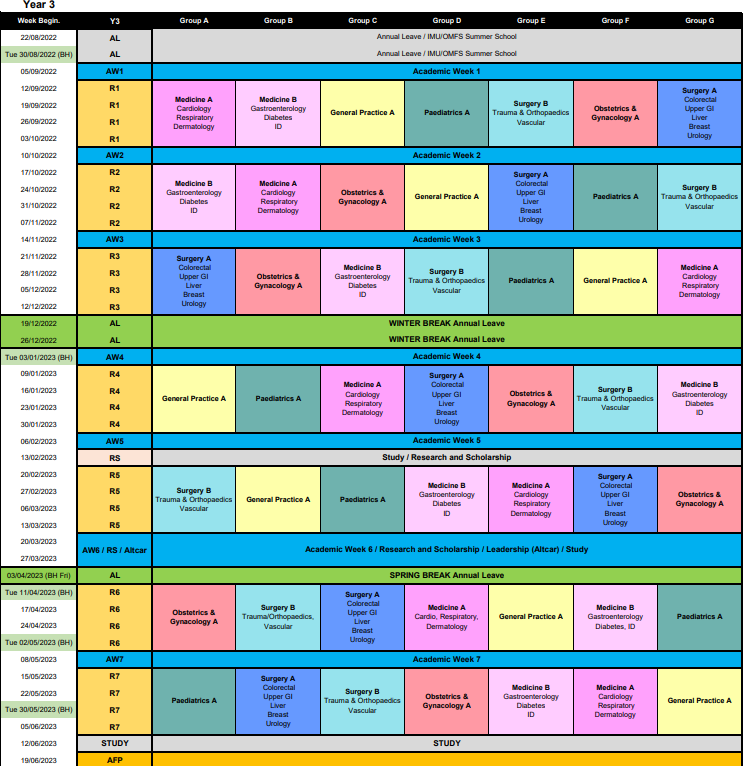 Year 3
Week Begin. Y3 Group A Group B Group C Group D Group E Group F Group G
22/08/2022 AL Annual Leave / IMU/OMFS Summer School
Tue 30/08/2022 (BH) AL Annual Leave / IMU/OMFS Summer School
05/09/2022 AW1 Academic Week 1
12/09/2022 R1
19/09/2022 R1
26/09/2022 R1
03/10/2022 R1
Medicine A
Cardiology
Respiratory
Dermatology
Medicine B
Gastroenterology
Diabetes
ID
General Practice A
Paediatrics A
Surgery B
Trauma & Orthopaedics
Vascular
Obstetrics &
Gynacology A
Surgery A
Colorectal
Upper GI
Liver
Breast
Urology
10/10/2022 AW2 Academic Week 2
17/10/2022 R2
24/10/2022 R2
31/10/2022 R2
07/11/2022 R2
Medicine B
Gastroenterology
Diabetes
ID
Medicine A
Cardiology
Respiratory
Dermatology
Obstetrics &
Gynacology A
General Practice A
Surgery A
Colorectal
Upper GI
Liver
Breast
Urology
Paediatrics A
Surgery B
Trauma & Orthopaedics
Vascular
14/11/2022 AW3 Academic Week 3
21/11/2022 R3
28/11/2022 R3
05/12/2022 R3
12/12/2022 R3
Surgery A
Colorectal
Upper GI
Liver
Breast
Urology
Obstetrics &
Gynacology A
Medicine B
Gastroenterology
Diabetes
ID
Surgery B
Trauma & Orthopaedics
Vascular
Paediatrics A
General Practice A
Medicine A
Cardiology
Respiratory
Dermatology
19/12/2022 AL WINTER BREAK Annual Leave
26/12/2022 AL WINTER BREAK Annual Leave
Tue 03/01/2023 (BH) AW4 Academic Week 4
09/01/2023 R4
16/01/2023 R4
23/01/2023 R4
30/01/2023 R4
General Practice A
Paediatrics A
Medicine A
Cardiology
Respiratory
Dermatology
Surgery A
Colorectal
Upper GI
Liver
Breast
Urology
Obstetrics &
Gynacology A
Surgery B
Trauma & Orthopaedics
Vascular
Medicine B
Gastroenterology
Diabetes
ID
06/02/2023 AW5 Academic Week 5
13/02/2023 RS Study / Research and Scholarship
20/02/2023 R5
27/02/2023 R5
06/03/2023 R5
13/03/2023 R5
Surgery B
Trauma & Orthopaedics
Vascular
General Practice A
Paediatrics A
Medicine B
Gastroenterology
Diabetes
ID
Medicine A
Cardiology
Respiratory
Dermatology
Surgery A
Colorectal
Upper GI
Liver
Breast
Urology
Obstetrics &
Gynacology A
20/03/2023
27/03/2023
AW6 / RS / Altcar Academic Week 6 / Research and Scholarship / Leadership (Altcar) / Study
03/04/2023 (BH Fri) AL SPRING BREAK Annual Leave
Tue 11/04/2023 (BH) R6
17/04/2023 R6
24/04/2023 R6
Tue 02/05/2023 (BH) R6
Obstetrics &
Gynacology A
Surgery B
Trauma/Orthopaedics,
Vascular
Surgery A
Colorectal
Upper GI
Liver
Breast
Urology
Medicine A
Cardio, Respiratory,
Dermatology
General Practice A
Medicine B
Gastroenterology
Diabetes, ID
Paediatrics A
08/05/2023 AW7 Academic Week 7
15/05/2023 R7
22/05/2023 R7
Tue 30/05/2023 (BH) R7
05/06/2023 R7
Paediatrics A
Surgery A
Colorectal
Upper GI
Liver
Breast
Urology
Surgery B
Trauma & Orthopaedics
Vascular
Obstetrics &
Gynacology A
Medicine B
Gastroenterology
Diabetes
ID
Medicine A
Cardiology
Respiratory
Dermatology
General Practice A
12/06/2023 STUDY STUDY
19/06/2023 AFP